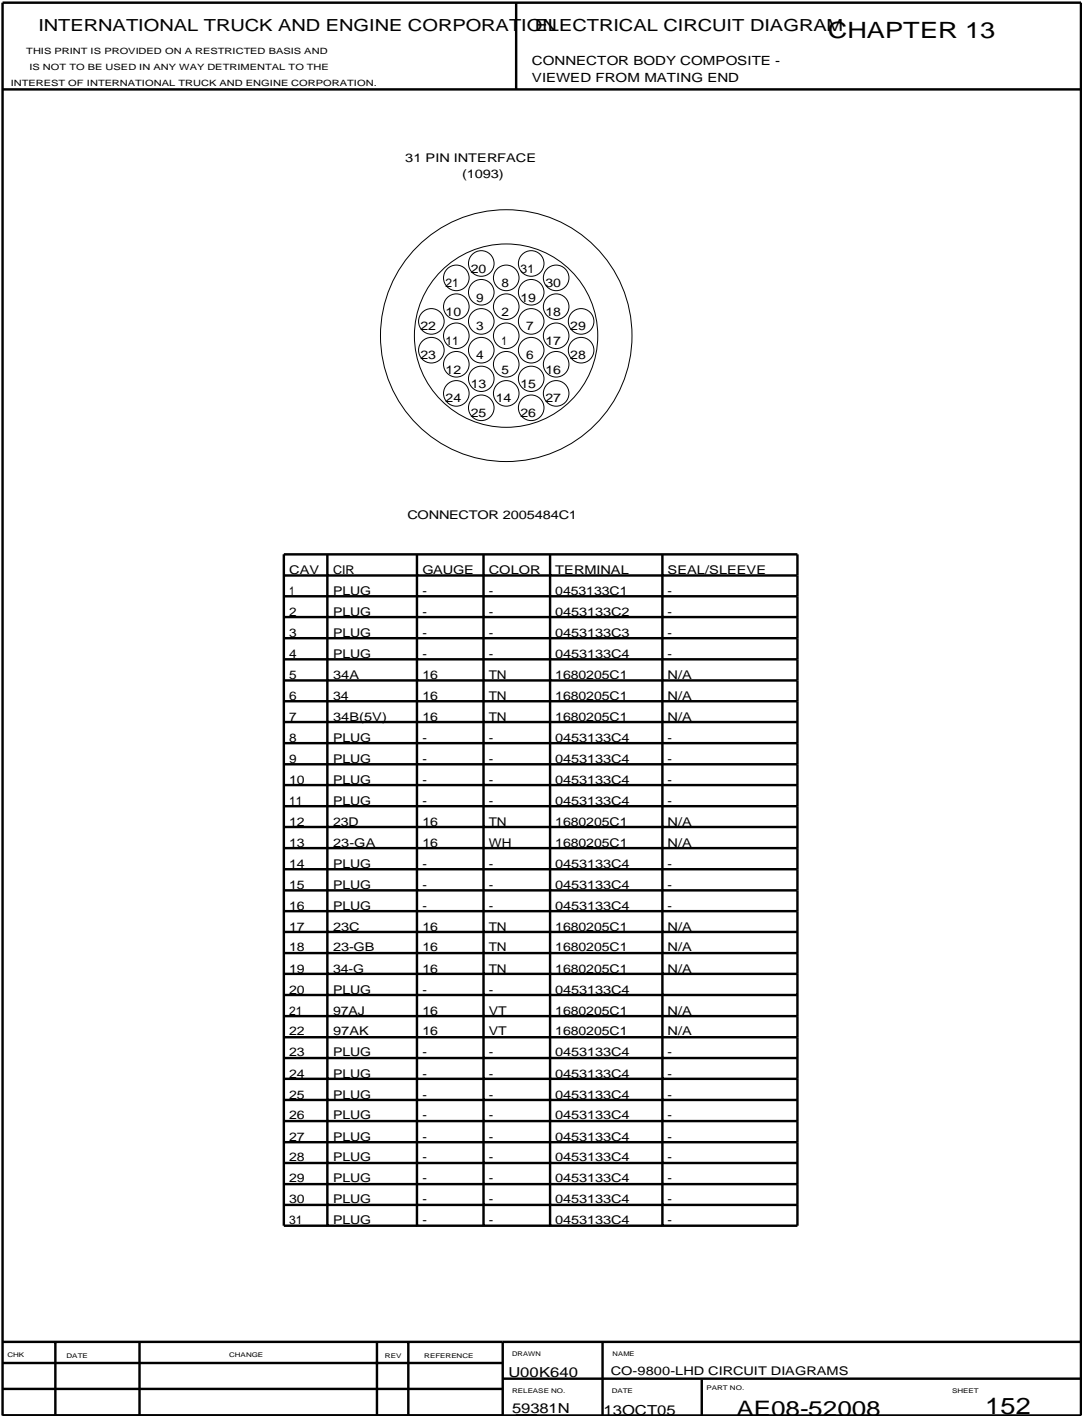 INTERNATIONAL TRUCK AND ENGINE CORPORATION
THIS PRINT IS PROVIDED ON A RESTRICTED BASIS AND
IS NOT TO BE USED IN ANY WAY DETRIMENTAL TO THE
INTEREST OF INTERNATIONAL TRUCK AND ENGINE CORPORATION.
ELECTRICAL CIRCUIT DIAGRAM
CHAPTER 13
CONNECTOR BODY COMPOSITE -
VIEWED FROM MATING END
31 PIN INTERFACE
(1093)
20 31
21 8 30
9 19
10 2 18
22 3 7 29
11 1 17
23 4 6 28
12 5 16
13 15
24 14 27
25 26
CONNECTOR 2005484C1
CAV CIR GAUGE COLOR TERMINAL SEAL/SLEEVE
1 PLUG - - 0453133C1 -
2 PLUG - - 0453133C2 -
3 PLUG - - 0453133C3 -
4 PLUG - - 0453133C4 -
5 34A 16 TN 1680205C1 N/A
6 34 16 TN 1680205C1 N/A
7 34B(5V) 16 TN 1680205C1 N/A
8 PLUG - - 0453133C4 -
9 PLUG - - 0453133C4 -
10 PLUG - - 0453133C4 -
11 PLUG - - 0453133C4 -
12 23D 16 TN 1680205C1 N/A
13 23-GA 16 WH 1680205C1 N/A
14 PLUG - - 0453133C4 -
15 PLUG - - 0453133C4 -
16 PLUG - - 0453133C4 -
17 23C 16 TN 1680205C1 N/A
18 23-GB 16 TN 1680205C1 N/A
19 34-G 16 TN 1680205C1 N/A
20 PLUG - - 0453133C4
21 97AJ 16 VT 1680205C1 N/A
22 97AK 16 VT 1680205C1 N/A
23 PLUG - - 0453133C4 -
24 PLUG - - 0453133C4 -
25 PLUG - - 0453133C4 -
26 PLUG - - 0453133C4 -
27 PLUG - - 0453133C4 -
28 PLUG - - 0453133C4 -
29 PLUG - - 0453133C4 -
30 PLUG - - 0453133C4 -
31 PLUG - - 0453133C4 -
CHK DATE CHANGE REV REFERENCE DRAWN NAME
U00K640 CO-9800-LHD CIRCUIT DIAGRAMS
RELEASE NO. DATE PART NO. SHEET
59381N 13OCT05 AE08-52008 152